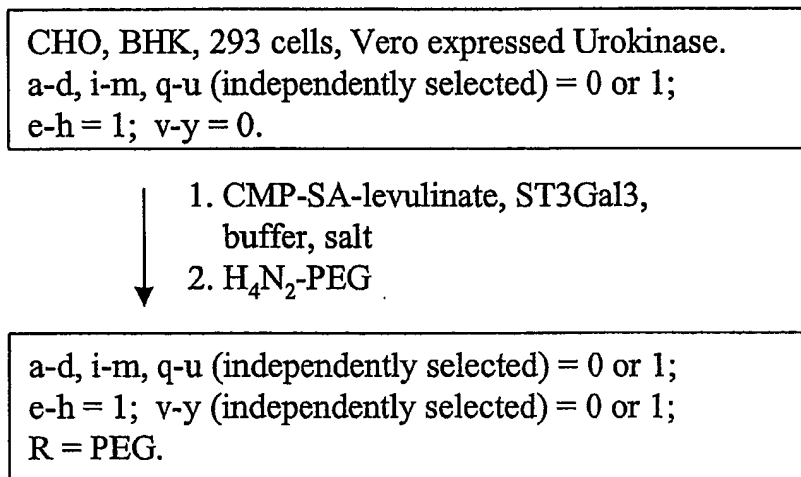 CHO, BHK, 293 cells, Vero expressed Urokinase.
a-d, i-m, q-u (independently selected) = 0 or 1;
e-h = 1; v-y = 0.
1. CMP-SA-levulinate, ST3Gal3,
buffer, salt
2. H₄N₂-PEG
a-d, i-m, q-u (independently selected) = 0 or 1;
e-h = 1; v-y (independently selected) = 0 or 1;
R = PEG.